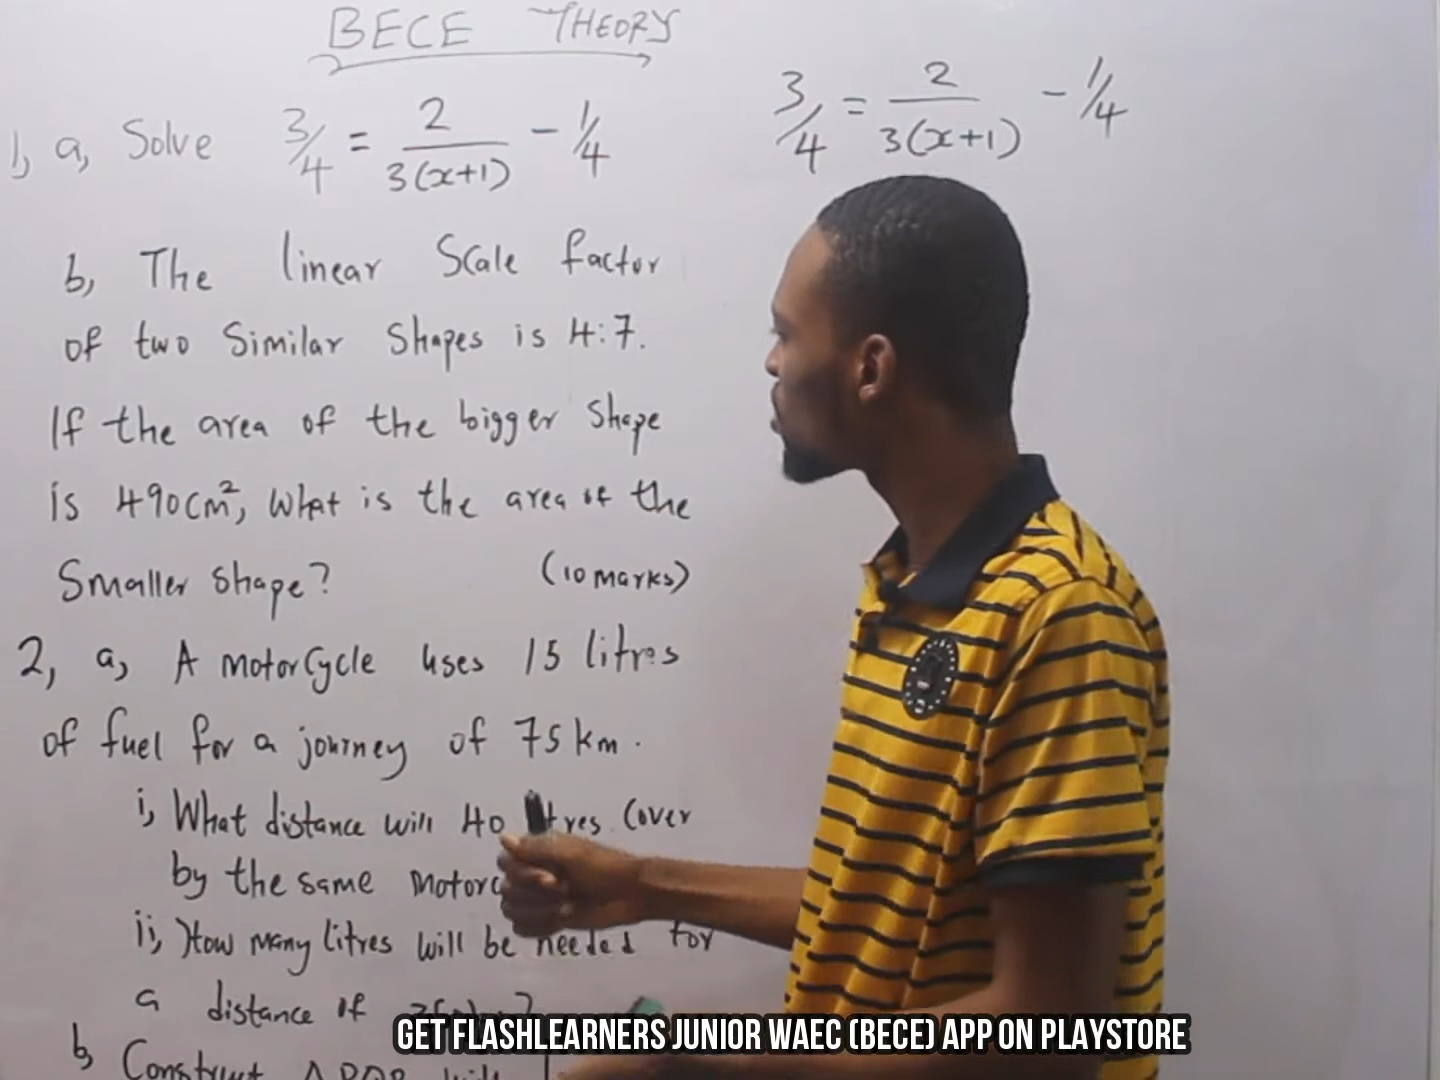 BECE THEORY
1, a, Solve 3/4 = 2/3(x+1) - 1/4
3/4 = 2/3(x+1) - 1/4
b, The linear Scale factor
of two Similar Shapes is 4:7.
If the area of the bigger Shape
is 490cm², What is the area of the
Smaller Shape? (10 marks)
2, a, A motorcycle uses 15 litres
of fuel for a journey of 75km.
i, What distance will 40 litres cover
by the same
ii, How many litres will be needed for
a distance of
b, Construct
GET FLASHLEARNERS JUNIOR WAEC (BECE) APP ON PLAYSTORE